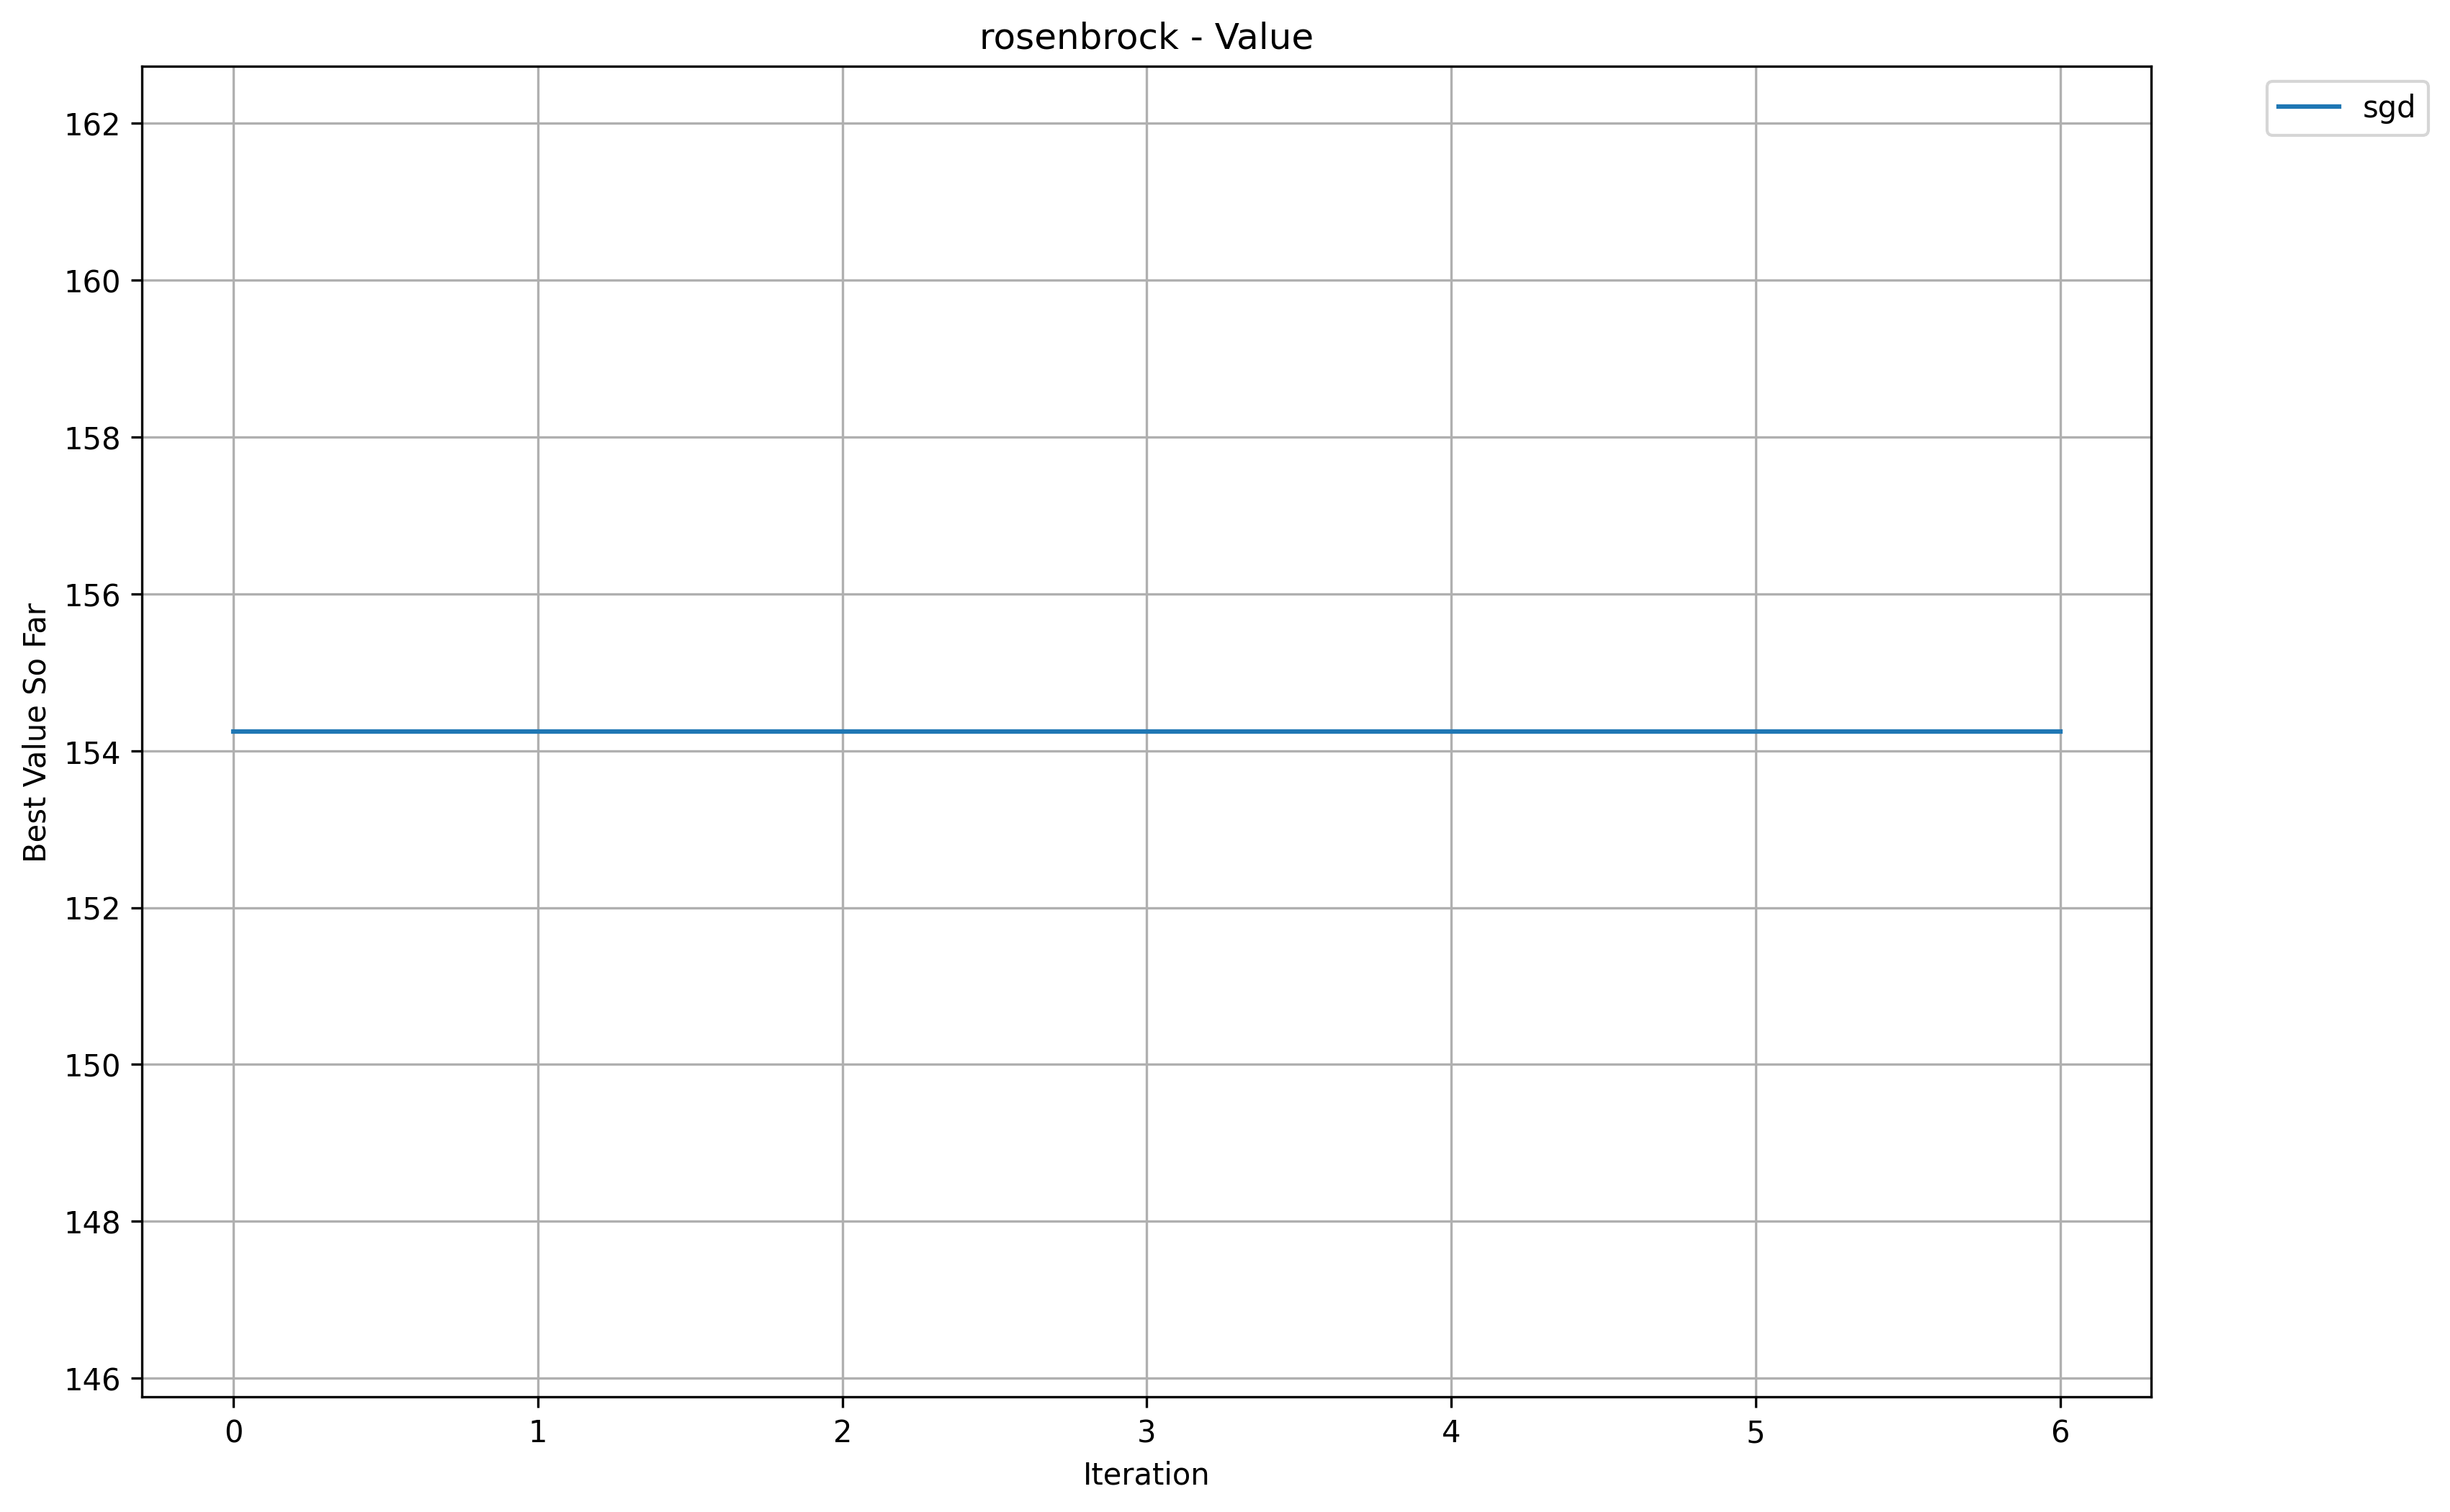 rosenbrock - Value
sgd
Best Value So Far
162
160
158
156
154
152
150
148
146
0 1 2 3 4 5 6
Iteration